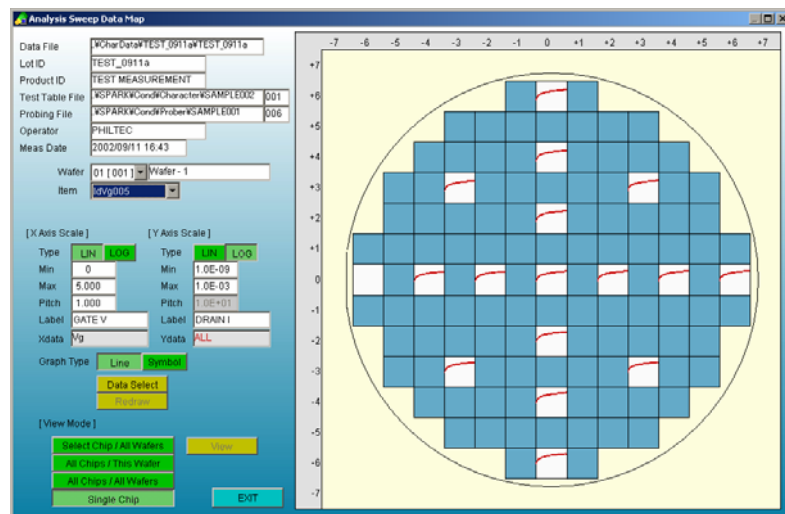 Analysis Sweep Data Map
Data File .¥CharData¥TEST_0911a¥TEST_0911a
Lot ID TEST_0911a
Product ID TEST MEASUREMENT
Test Table File .¥SPARK¥Cond¥Character¥SAMPLE002 001
Probing File .¥SPARK¥Cond¥Prober¥SAMPLE001 006
Operator PHILTEC
Meas Date 2002/09/11 16:43
Wafer 01 [ 001 ] Wafer - 1
Item IdVg005
[ X Axis Scale ] [ Y Axis Scale ]
Type LIN LOG Type LIN LOG
Min 0 Min 1.0E-09
Max 5.000 Max 1.0E-03
Pitch 1.000 Pitch 1.0E+01
Label GATE V Label DRAIN I
Xdata Vg Ydata ALL
Graph Type Line Symbol
Data Select
Redraw
[ View Mode ]
Select Chip / All Wafers View
All Chips / This Wafer
All Chips / All Wafers
Single Chip EXIT
-7 -6 -5 -4 -3 -2 -1 0 +1 +2 +3 +4 +5 +6 +7
+7
+6
+5
+4
+3
+2
+1
0
-1
-2
-3
-4
-5
-6
-7